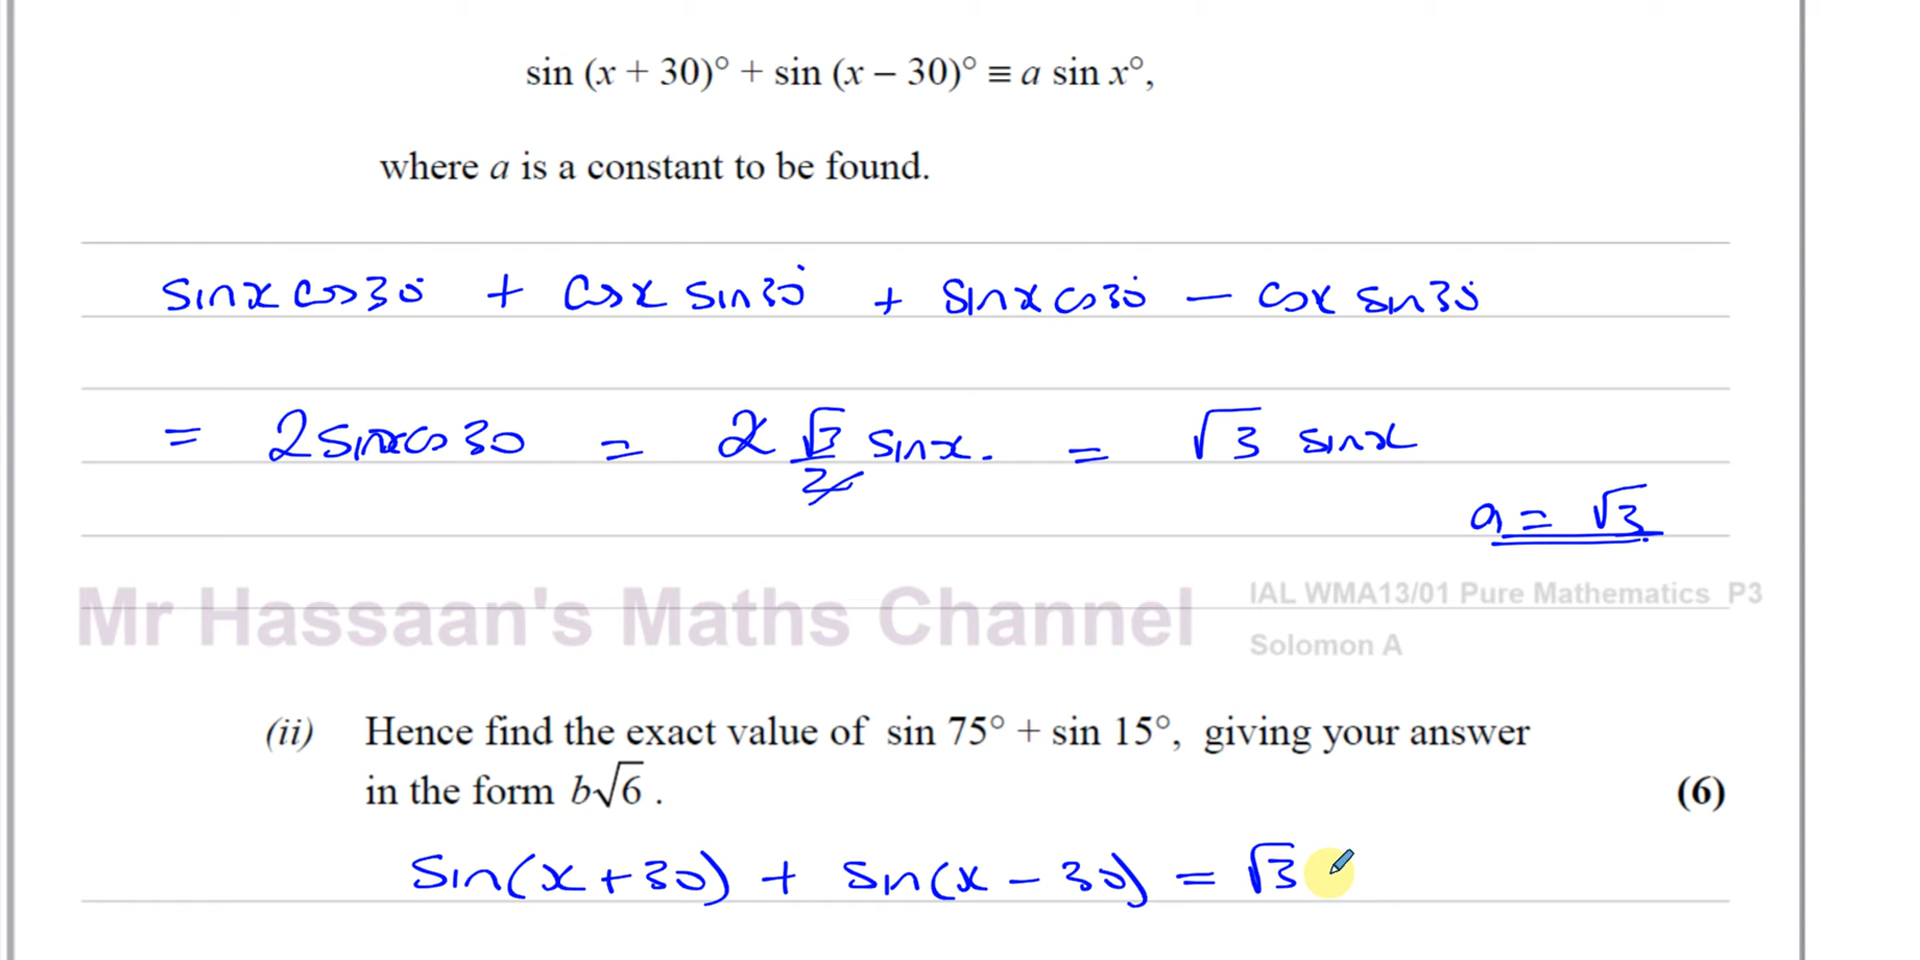 sin (x + 30)° + sin (x – 30)° ≡ a sin x°,
where a is a constant to be found.
sinx cos30° + cosx sin30° + sinx cos30° − cosx sin30°
= 2sinxcos30 = 2 √3/2 sinx. = √3 sinx
a = √3
Mr Hassaan's Maths Channel
IAL WMA13/01 Pure Mathematics P3
Solomon A
(ii) Hence find the exact value of sin 75° + sin 15°, giving your answer
in the form b√6 . (6)
sin(x+30) + sin(x − 30) = √3